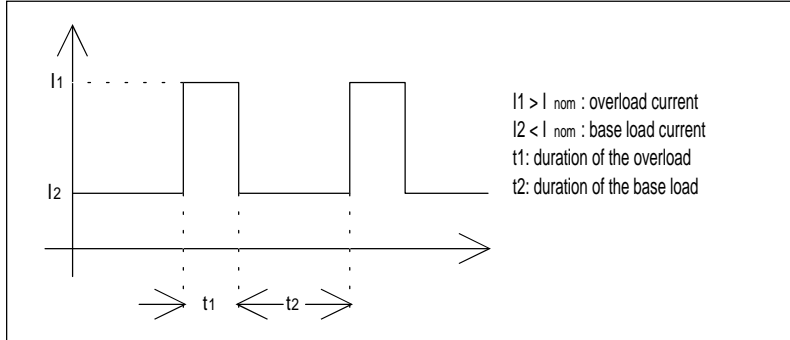 I1
I2
t1
t2
I1 > I nom : overload current
I2 < I nom : base load current
t1: duration of the overload
t2: duration of the base load